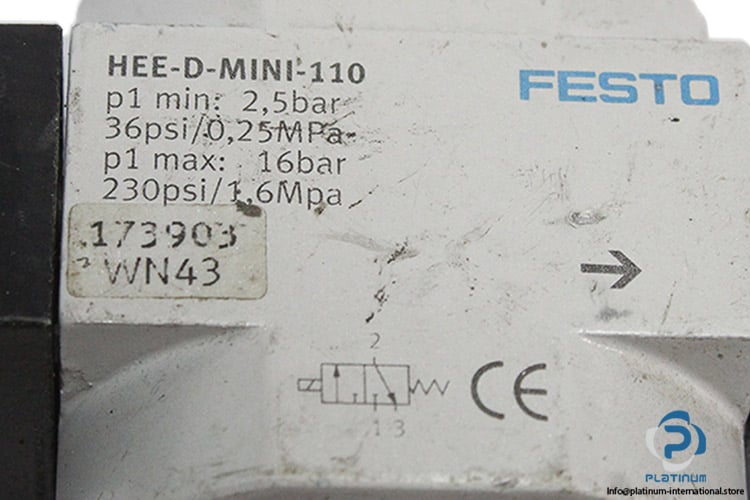 HEE-D-MINI-110
FESTO
p1 min: 2,5bar
36psi/0,25MPa
p1 max: 16bar
230psi/1,6Mpa
173903
WN43
2
1 3
CE
PLATINUM
Info@platinum-international.store